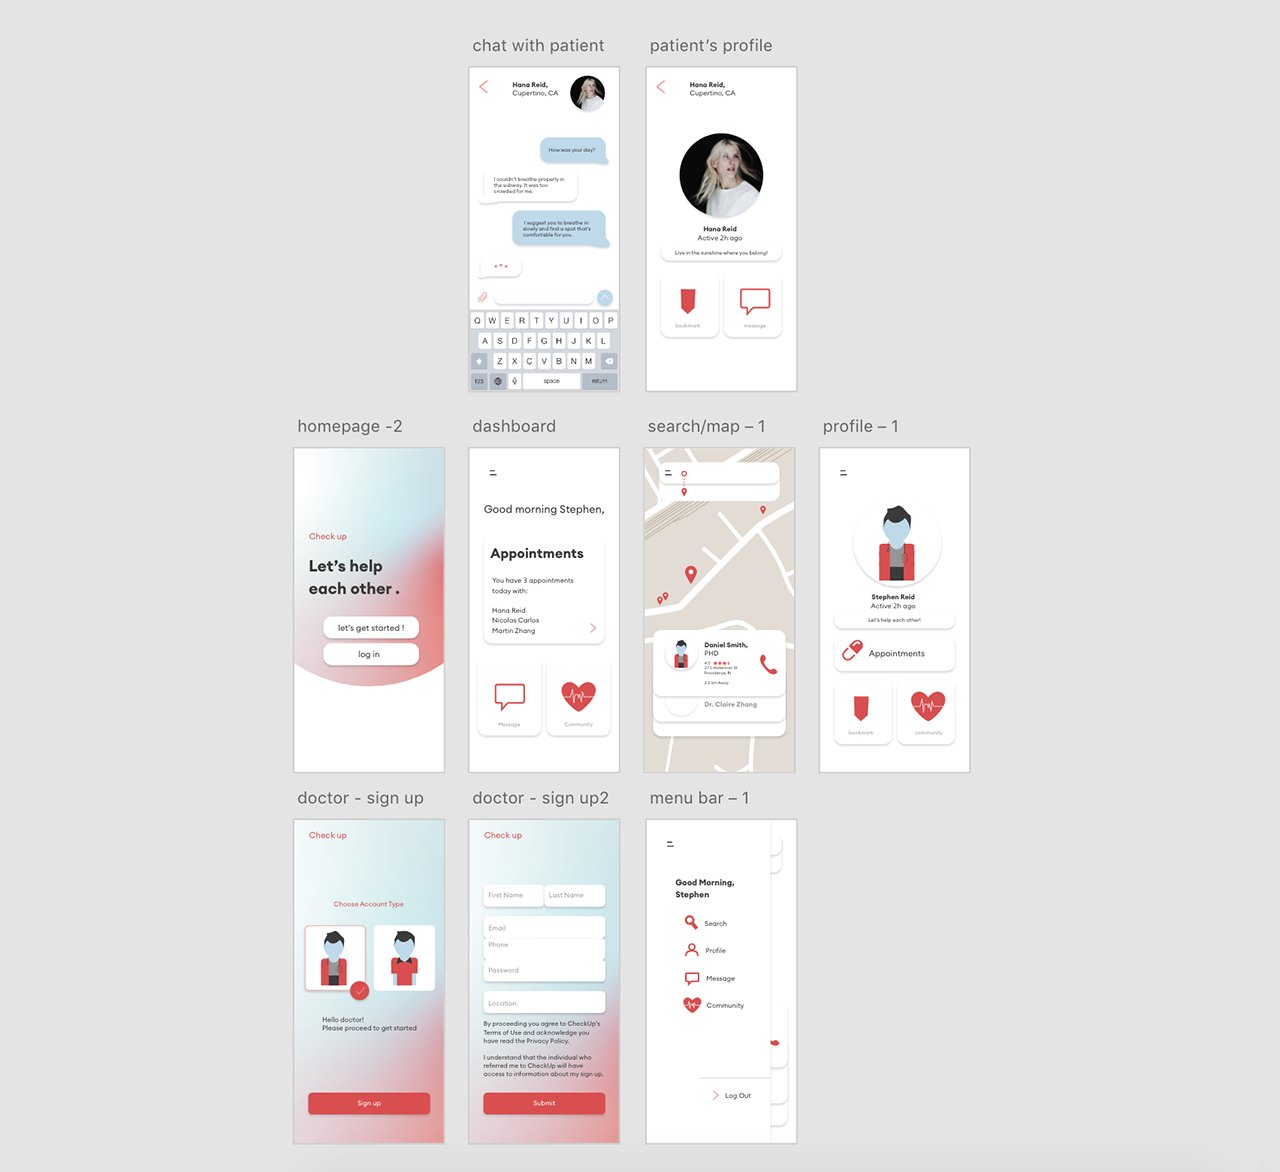 chat with patient
patient's profile
Hana Reid,
Cupertino, CA
How was your day?
I couldn't breathe properly in
the subway. It was too
crowded for me.
I suggest you to breathe in
slowly and find a spot that's
comfortable for you.
Q W E R T Y U I O P
A S D F G H J K L
Z X C V B N M
123
space
return
Hana Reid,
Cupertino, CA
Hana Reid
Active 2h ago
Live in the sunshine where you belong!
bookmark
message
homepage -2
dashboard
search/map – 1
profile – 1
Check up
Let's help
each other .
let's get started !
log in
Good morning Stephen,
Appointments
You have 3 appointments
today with:
Hana Reid
Nicolas Carlos
Martin Zhang
Message
Community
Daniel Smith,
PHD
4.5
272 Waterman St
Providence, RI
2.2 km Away
Dr. Claire Zhang
Stephen Reid
Active 2h ago
Let's help each other!
Appointments
bookmark
community
doctor - sign up
doctor - sign up2
menu bar – 1
Check up
Choose Account Type
Hello doctor!
Please proceed to get started
Sign up
Check up
First Name
Last Name
Email
Phone
Password
Location
By proceeding you agree to CheckUp's
Terms of Use and acknowledge you
have read the Privacy Policy.
I understand that the individual who
referred me to CheckUp will have
access to information about my sign up.
Submit
Good Morning,
Stephen
Search
Profile
Message
Community
Log Out